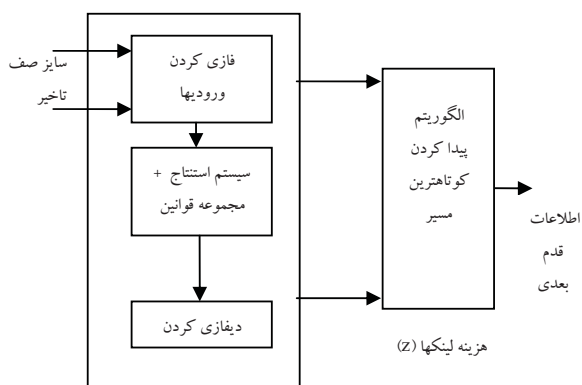 سایز صف
تاخیر
فازی کردن
ورودیها
سیستم استنتاج +
مجموعه قوانین
دیفازی کردن
الگوریتم
پیدا کردن
کوتاهترین
مسیر
اطلاعات
قدم
بعدی
هزینه لینکها (z)